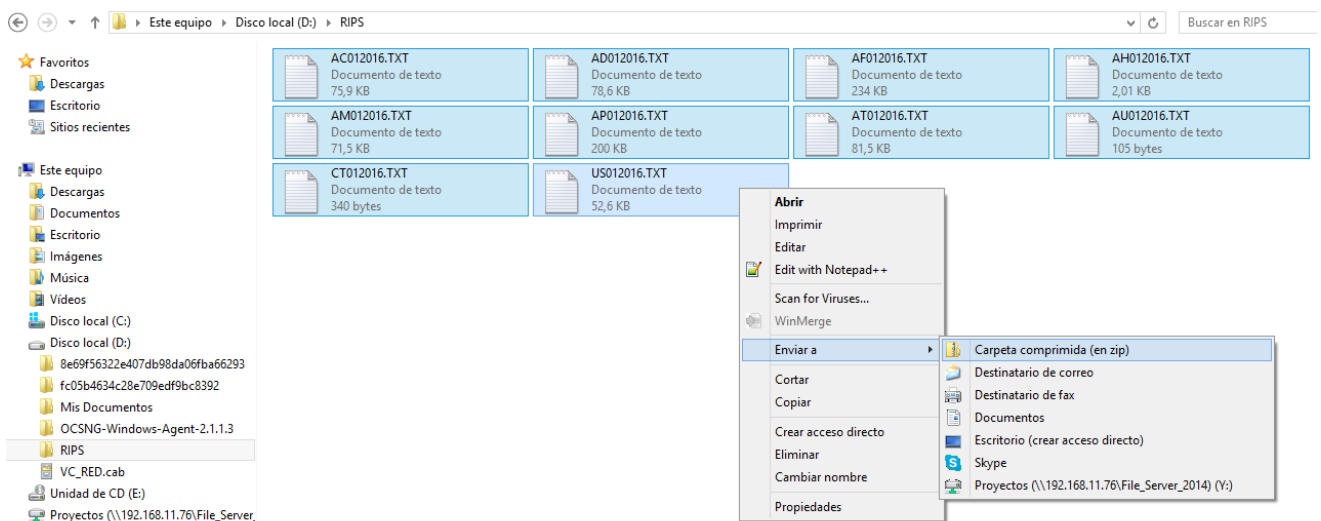 Este equipo Disco local (D:) RIPS
Buscar en RIPS
Favoritos
Descargas
Escritorio
Sitios recientes
Este equipo
Descargas
Documentos
Escritorio
Imágenes
Música
Vídeos
Disco local (C:)
Disco local (D:)
8e69f56322e407db98da06fba66293
fc05b4634c28e709edf9bc8392
Mis Documentos
OCSNG-Windows-Agent-2.1.1.3
RIPS
VC_RED.cab
Unidad de CD (E:)
Proyectos (\\192.168.11.76\File_Server_
AC012016.TXT
Documento de texto
75,9 KB
AD012016.TXT
Documento de texto
78,6 KB
AF012016.TXT
Documento de texto
234 KB
AH012016.TXT
Documento de texto
2,01 KB
AM012016.TXT
Documento de texto
71,5 KB
AP012016.TXT
Documento de texto
200 KB
AT012016.TXT
Documento de texto
81,5 KB
AU012016.TXT
Documento de texto
105 bytes
CT012016.TXT
Documento de texto
340 bytes
US012016.TXT
Documento de texto
52,6 KB
Abrir
Imprimir
Editar
Edit with Notepad++
Scan for Viruses...
WinMerge
Enviar a
Cortar
Copiar
Crear acceso directo
Eliminar
Cambiar nombre
Propiedades
Carpeta comprimida (en zip)
Destinatario de correo
Destinatario de fax
Documentos
Escritorio (crear acceso directo)
Skype
Proyectos (\\192.168.11.76\File_Server_2014) (Y:)